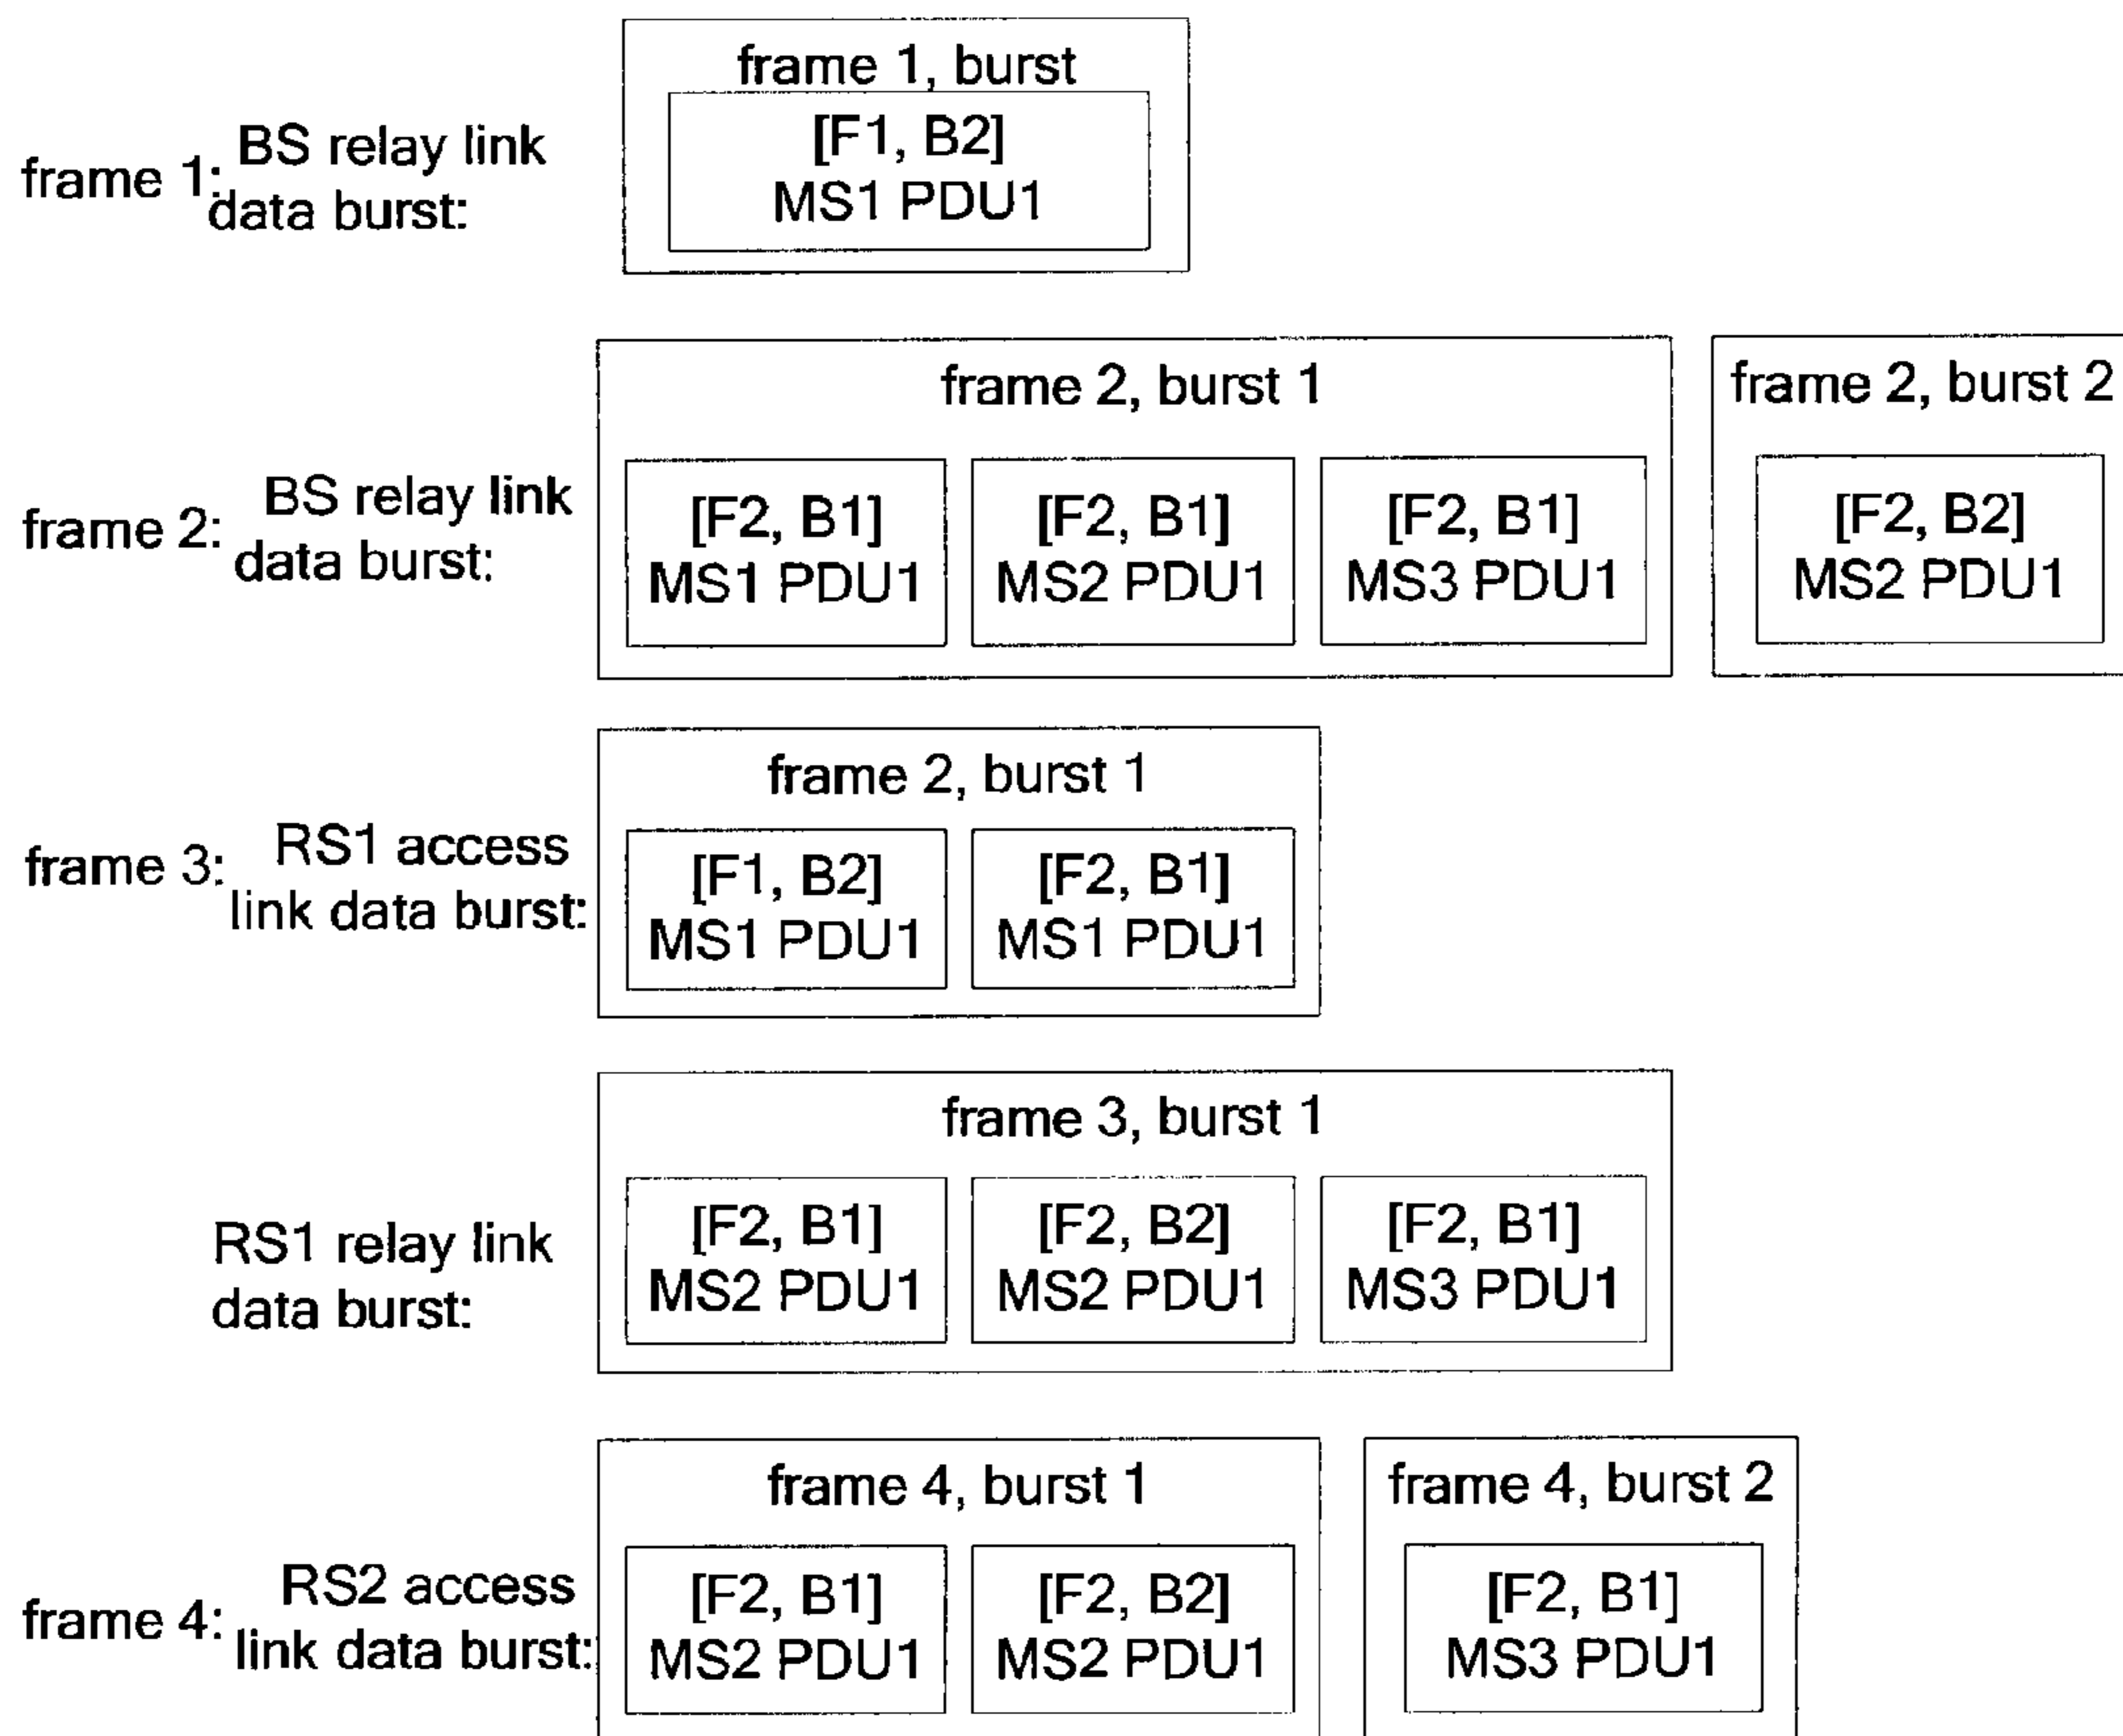 frame 1, burst
frame 1: BS relay link
data burst:
[F1, B2]
MS1 PDU1
frame 2, burst 1
frame 2, burst 2
frame 2: BS relay link
data burst:
[F2, B1]
MS1 PDU1
[F2, B1]
MS2 PDU1
[F2, B1]
MS3 PDU1
[F2, B2]
MS2 PDU1
frame 2, burst 1
frame 3: RS1 access
link data burst:
[F1, B2]
MS1 PDU1
[F2, B1]
MS1 PDU1
frame 3, burst 1
RS1 relay link
data burst:
[F2, B1]
MS2 PDU1
[F2, B2]
MS2 PDU1
[F2, B1]
MS3 PDU1
frame 4, burst 1
frame 4, burst 2
frame 4: RS2 access
link data burst:
[F2, B1]
MS2 PDU1
[F2, B2]
MS2 PDU1
[F2, B1]
MS3 PDU1